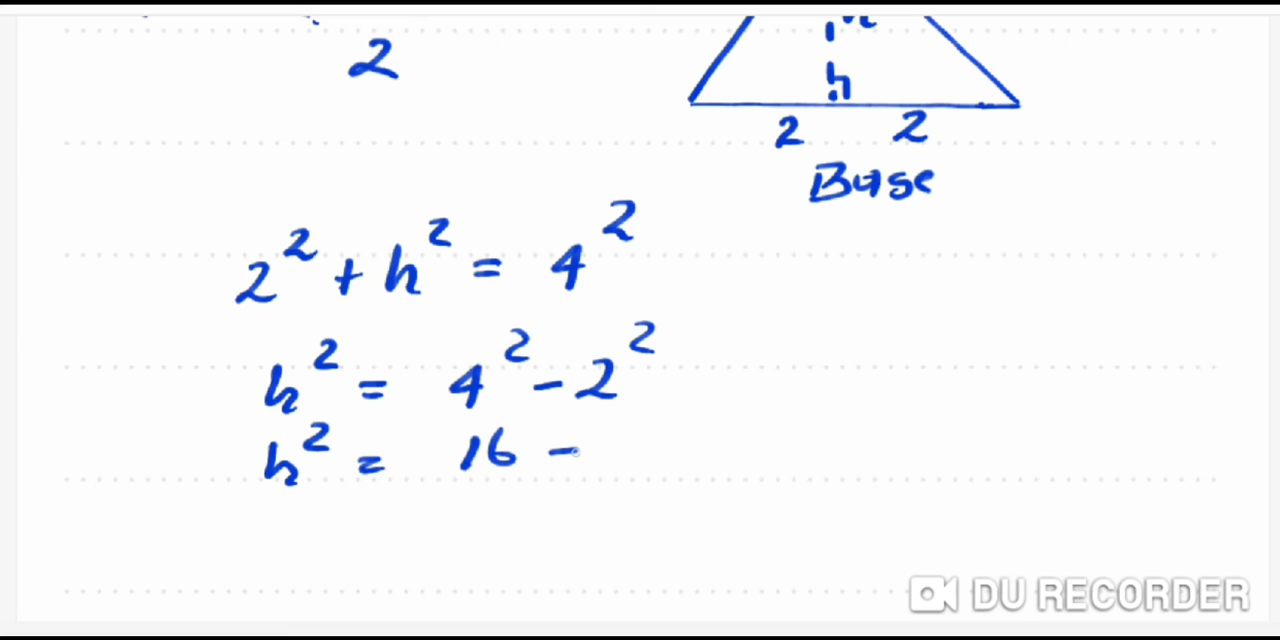 2
h
2 2
Base
2² + h² = 4²
h² = 4² - 2²
h² = 16 -
DU RECORDER